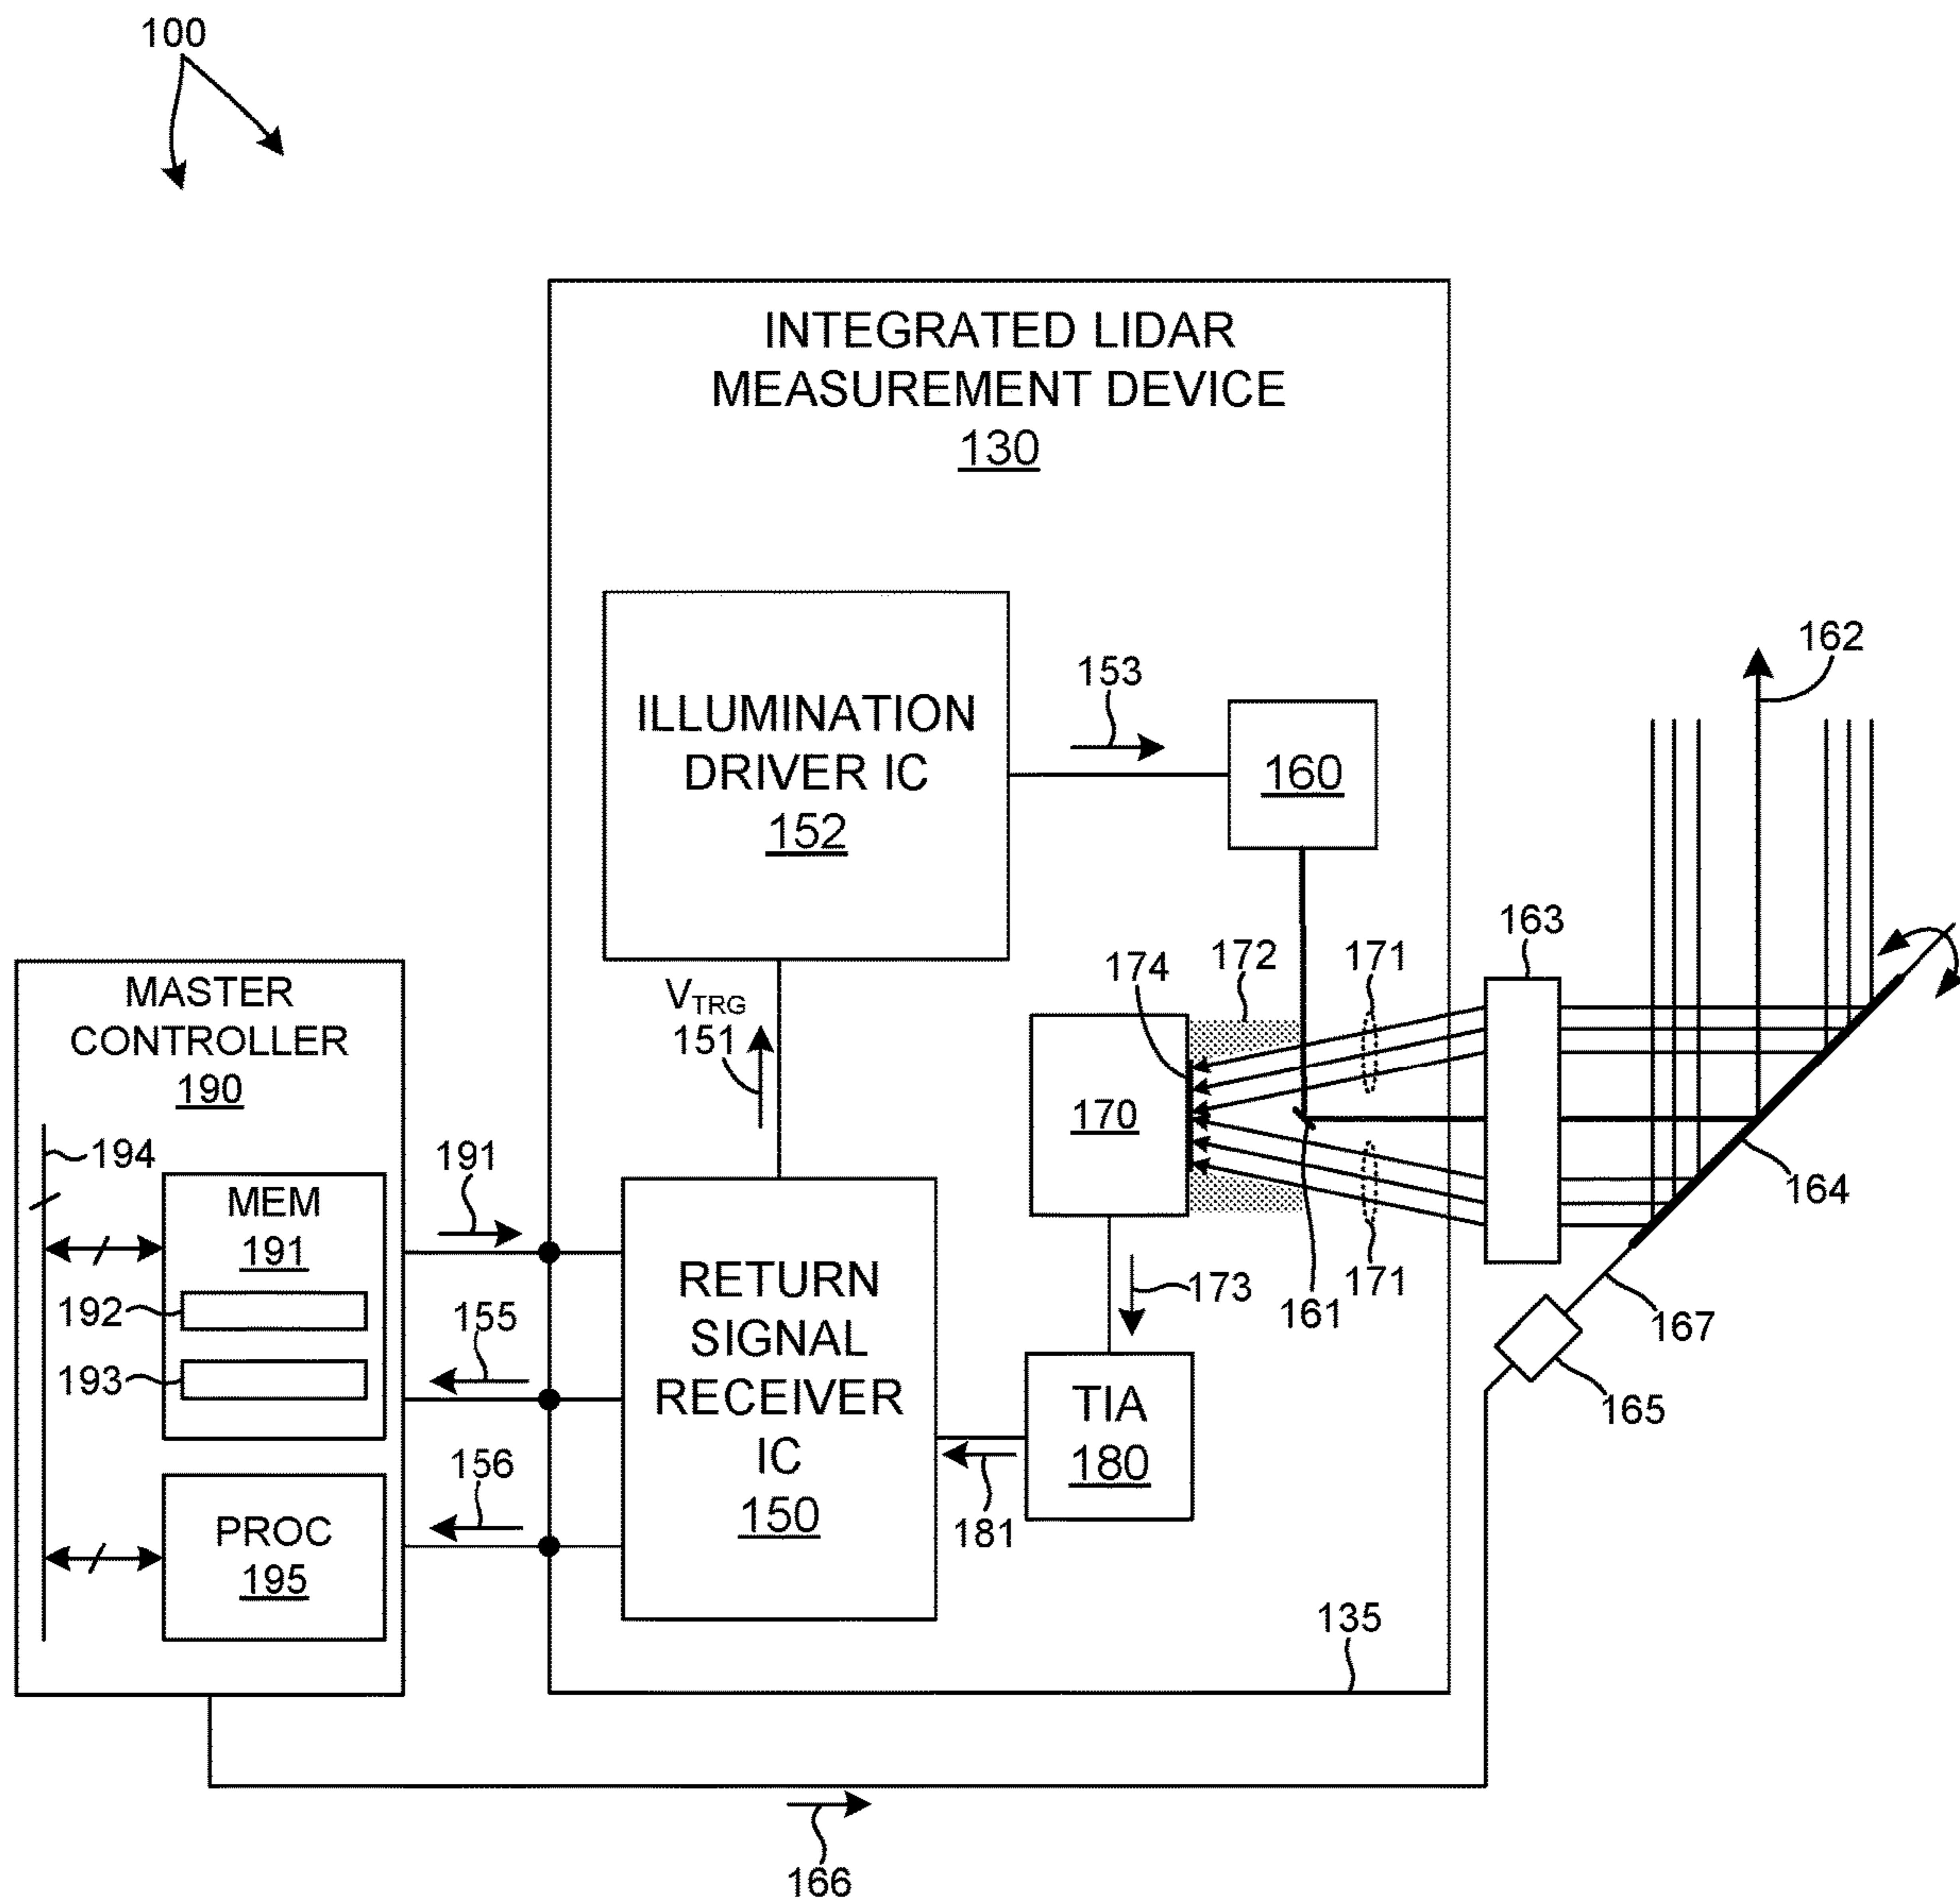 100
INTEGRATED LIDAR
MEASUREMENT DEVICE
130
ILLUMINATION
DRIVER IC
152
153
160
162
163
172
171
174
170
164
V_TRG
151
MASTER
CONTROLLER
190
194
MEM
191
192
193
191
155
156
PROC
195
RETURN
SIGNAL
RECEIVER
IC
150
173
161
171
167
165
TIA
180
181
135
166